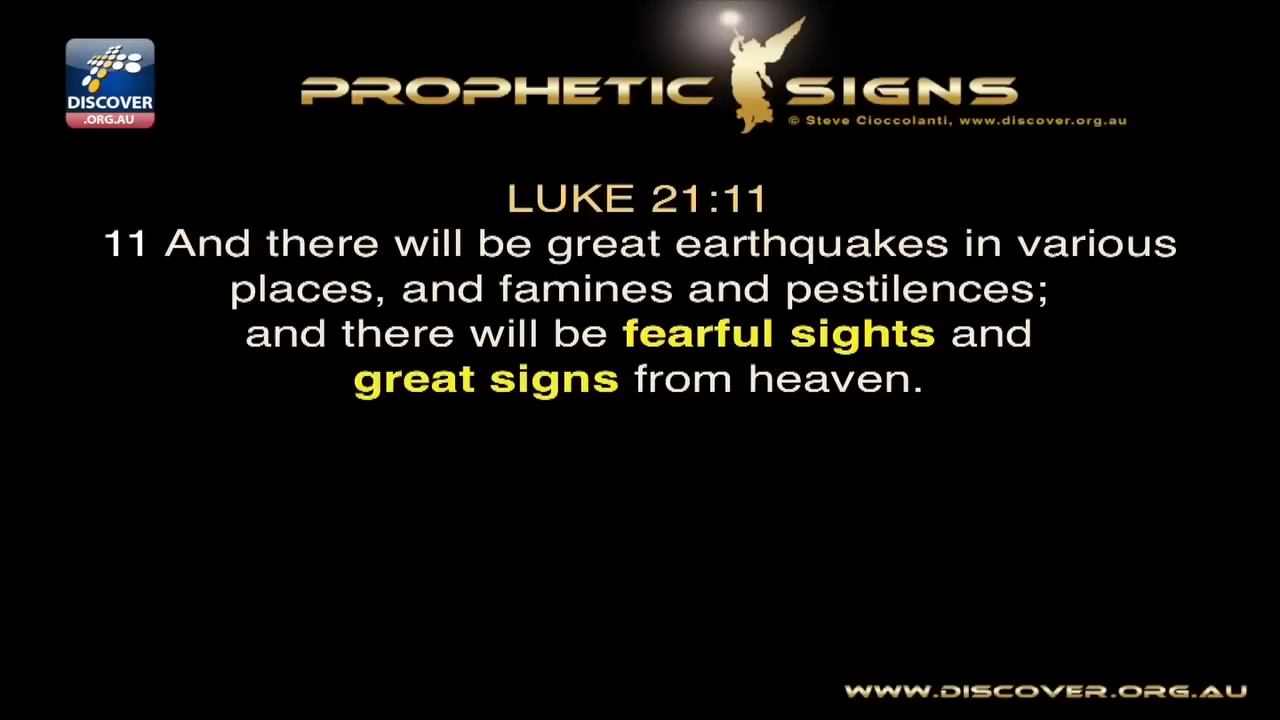 DISCOVER
.ORG.AU
PROPHETIC SIGNS
© Steve Cioccolanti, www.discover.org.au
LUKE 21:11
11 And there will be great earthquakes in various
places, and famines and pestilences;
and there will be fearful sights and
great signs from heaven.
WWW.DISCOVER.ORG.AU